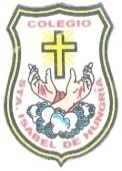 COLEGIO
STA. ISABEL DE HUNGRÍA